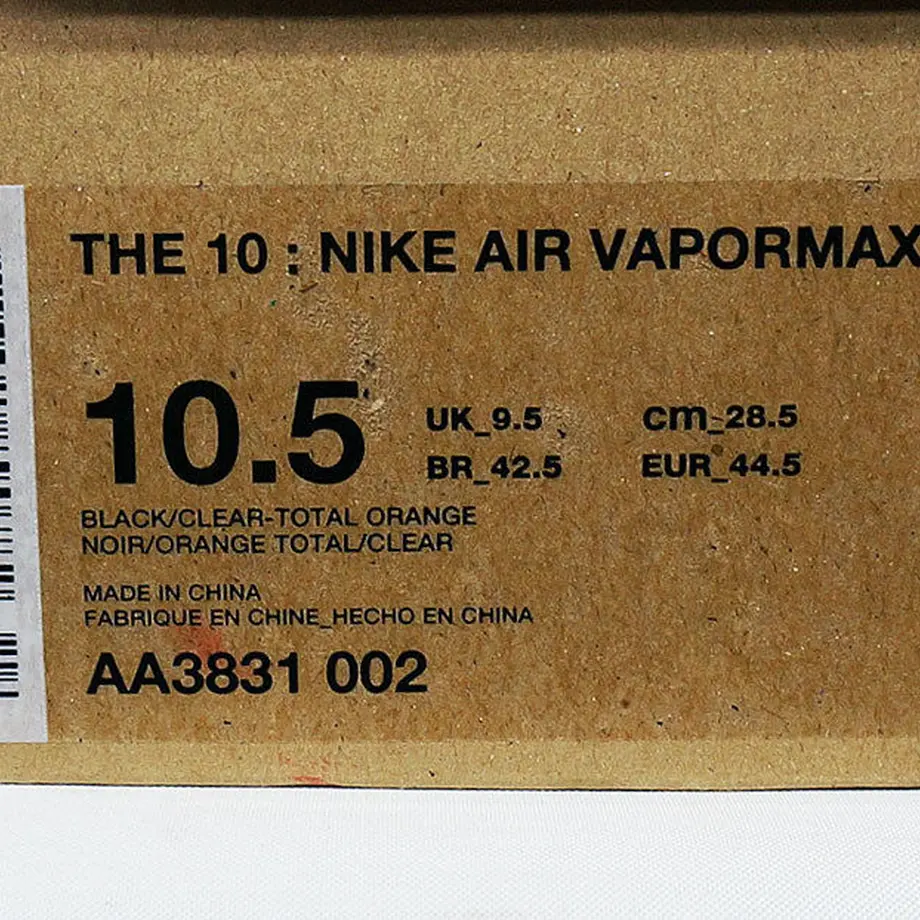 THE 10 : NIKE AIR VAPORMAX
10.5
UK_9.5 cm_28.5
BR_42.5 EUR_44.5
BLACK/CLEAR-TOTAL ORANGE
NOIR/ORANGE TOTAL/CLEAR
MADE IN CHINA
FABRIQUE EN CHINE_HECHO EN CHINA
AA3831 002